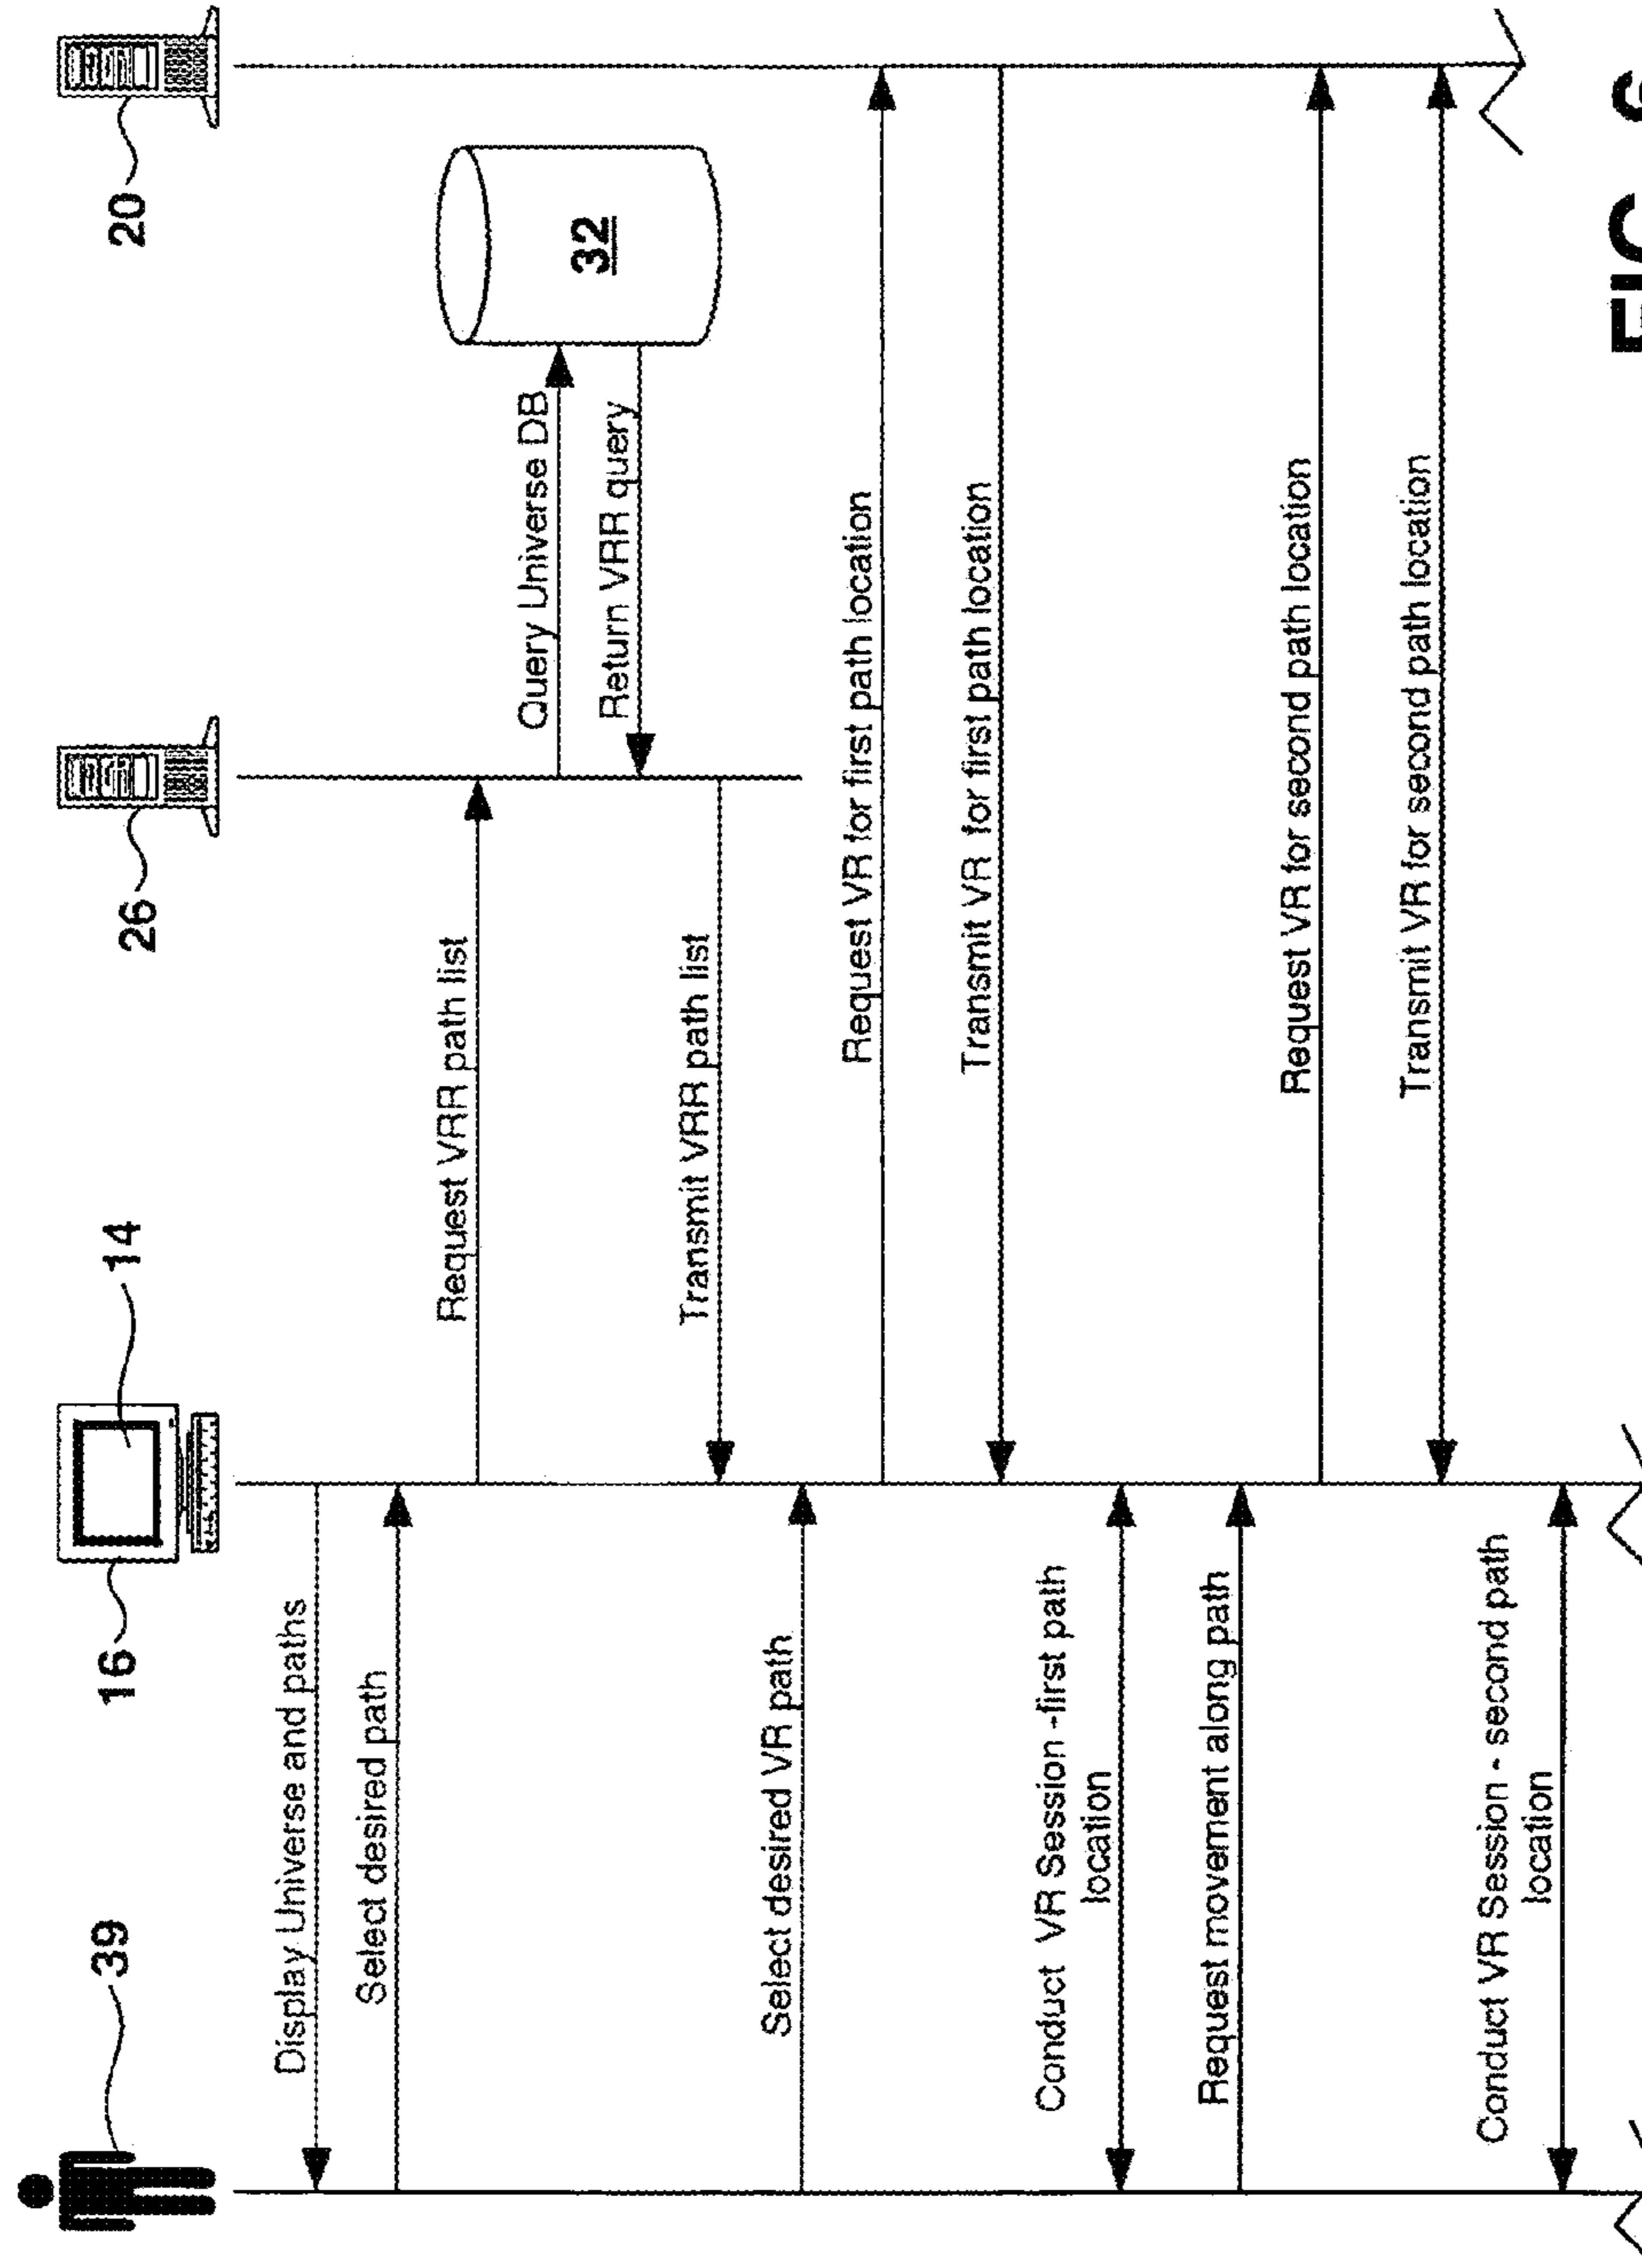 39
16
14
26
20
Display Universe and paths
Select desired path
Request VRR path list
Query Universe DB
32
Return VRR query
Transmit VRR path list
Select desired VR path
Request VR for first path location
Transmit VR for first path location
Conduct VR Session -first path
location
Request movement along path
Request VR for second path location
Transmit VR for second path location
Conduct VR Session - second path
location